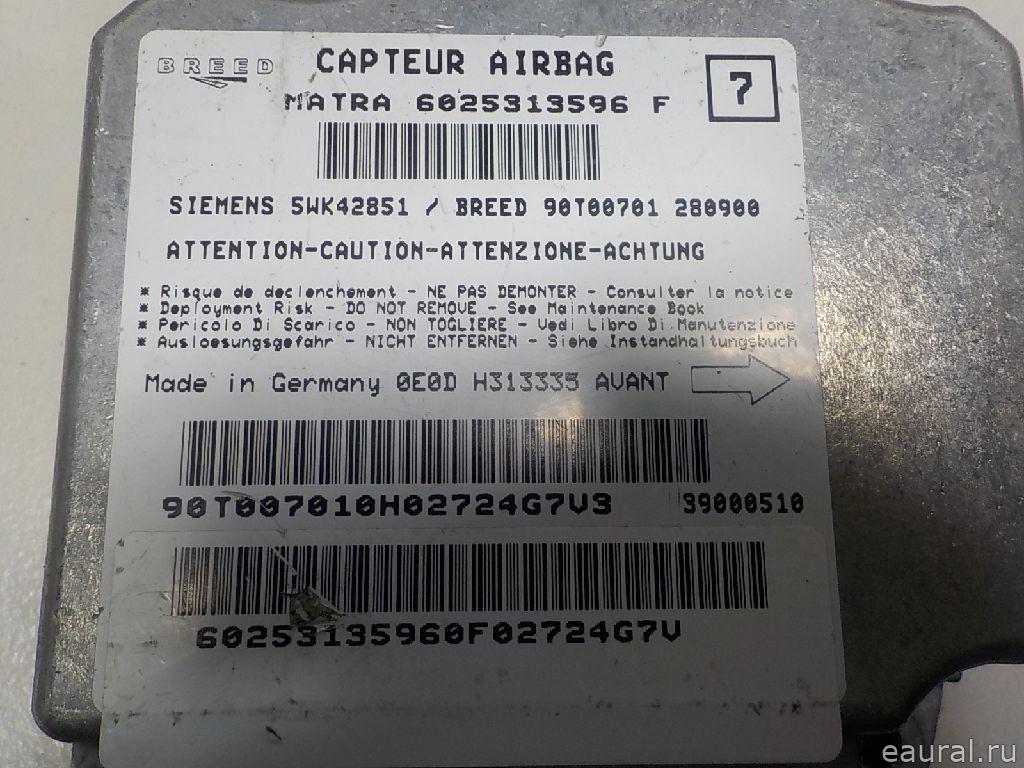 BREED
CAPTEUR AIRBAG
7
MATRA 6025313596 F
SIEMENS 5WK42851 / BREED 90T00701 280900
ATTENTION-CAUTION-ATTENZIONE-ACHTUNG
* Risque de declenchement - NE PAS DEMONTER - Consulter la notice
* Deployment Risk - DO NOT REMOVE - See Maintenance Book
* Pericolo Di Scarico - NON TOGLIERE - Vedi Libro Di Manutenzione
* Ausloesungsgefahr - NICHT ENTFERNEN - Siehe Instandhaltungsbuch
Made in Germany 0E0D H313335 AVANT
90T007010H02724G7V3 39000510
60253135960F02724G7V
eaural.ru